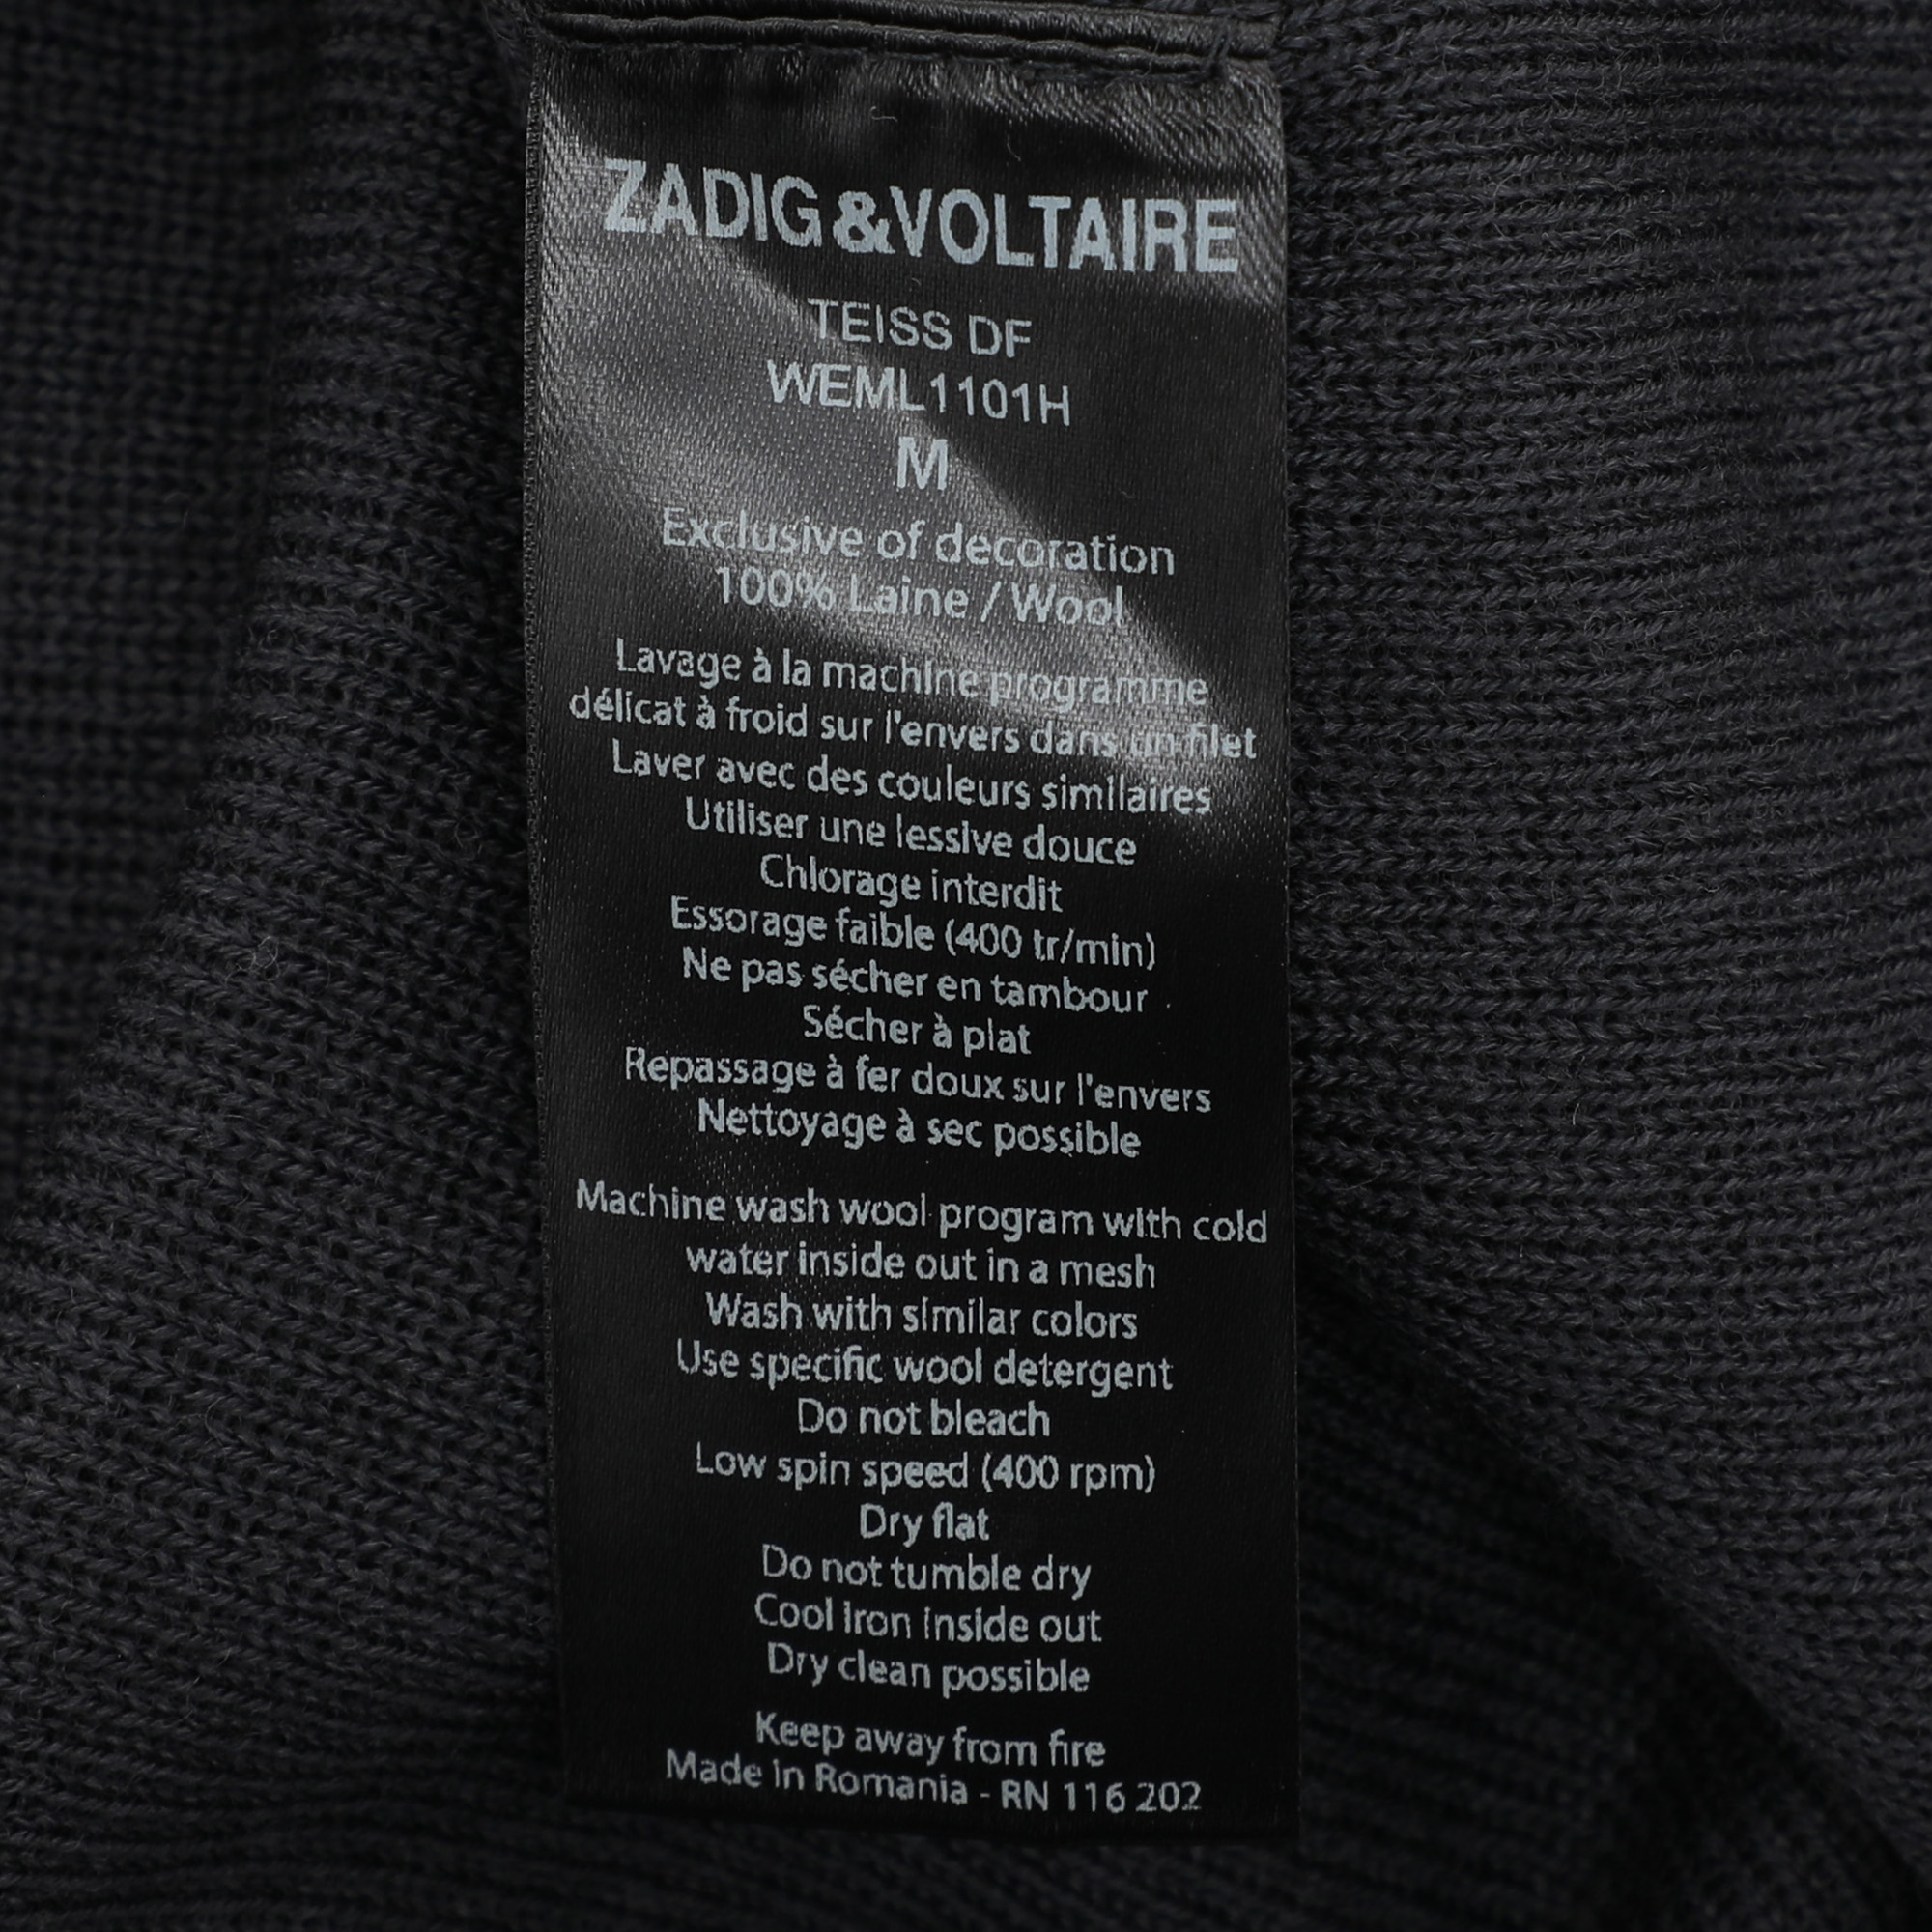 ZADIG&VOLTAIRE
TEISS DF
WEML1101H
M
Exclusive of decoration
100% Laine / Wool
Lavage à la machine programme
délicat à froid sur l'envers dans un filet
Laver avec des couleurs similaires
Utiliser une lessive douce
Chlorage interdit
Essorage faible (400 tr/min)
Ne pas sécher en tambour
Sécher à plat
Repassage à fer doux sur l'envers
Nettoyage à sec possible
Machine wash wool program with cold
water inside out in a mesh
Wash with similar colors
Use specific wool detergent
Do not bleach
Low spin speed (400 rpm)
Dry flat
Do not tumble dry
Cool iron inside out
Dry clean possible
Keep away from fire
Made in Romania - RN 116 202